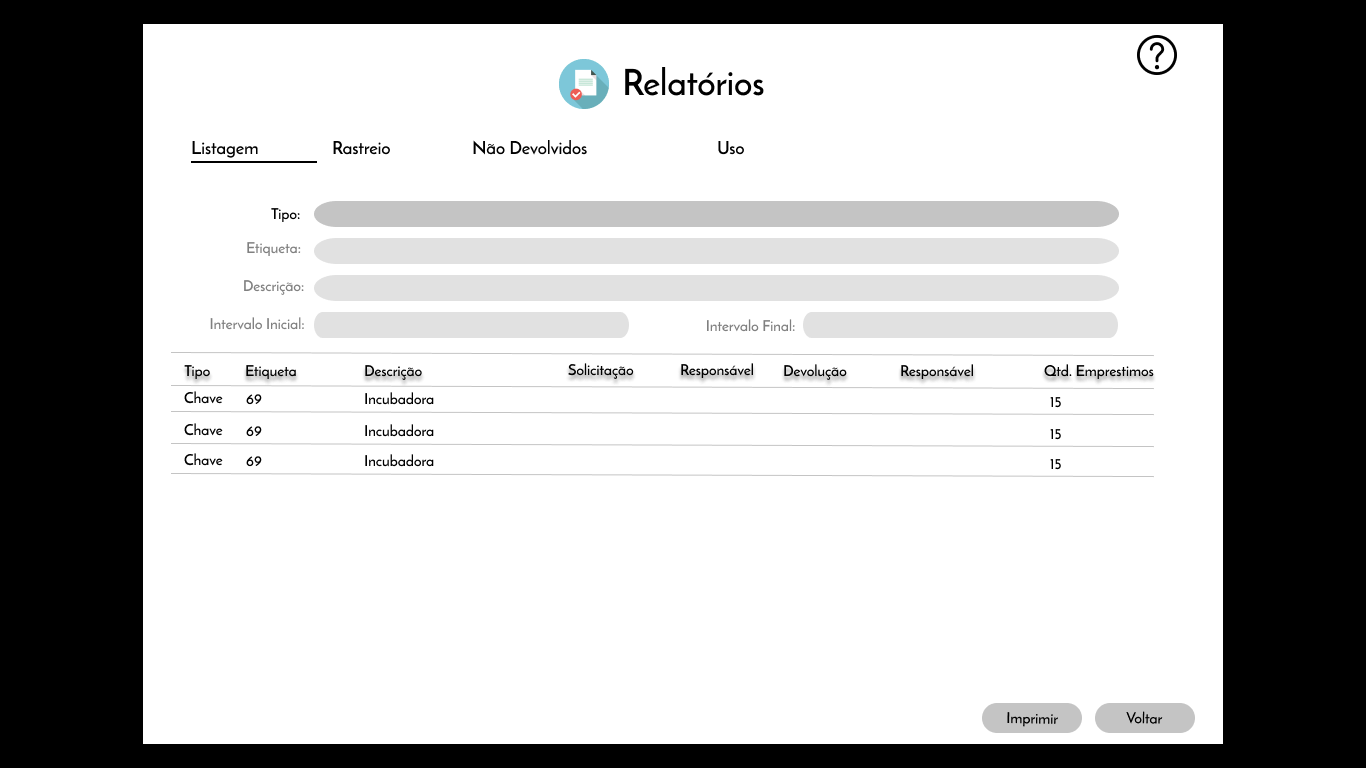 ?
Relatórios
Listagem Rastreio Não Devolvidos Uso
Tipo:
Etiqueta:
Descrição:
Intervalo Inicial: Intervalo Final:
Tipo Etiqueta Descrição Solicitação Responsável Devolução Responsável Qtd. Emprestimos
Chave 69 Incubadora 15
Chave 69 Incubadora 15
Chave 69 Incubadora 15
Imprimir Voltar